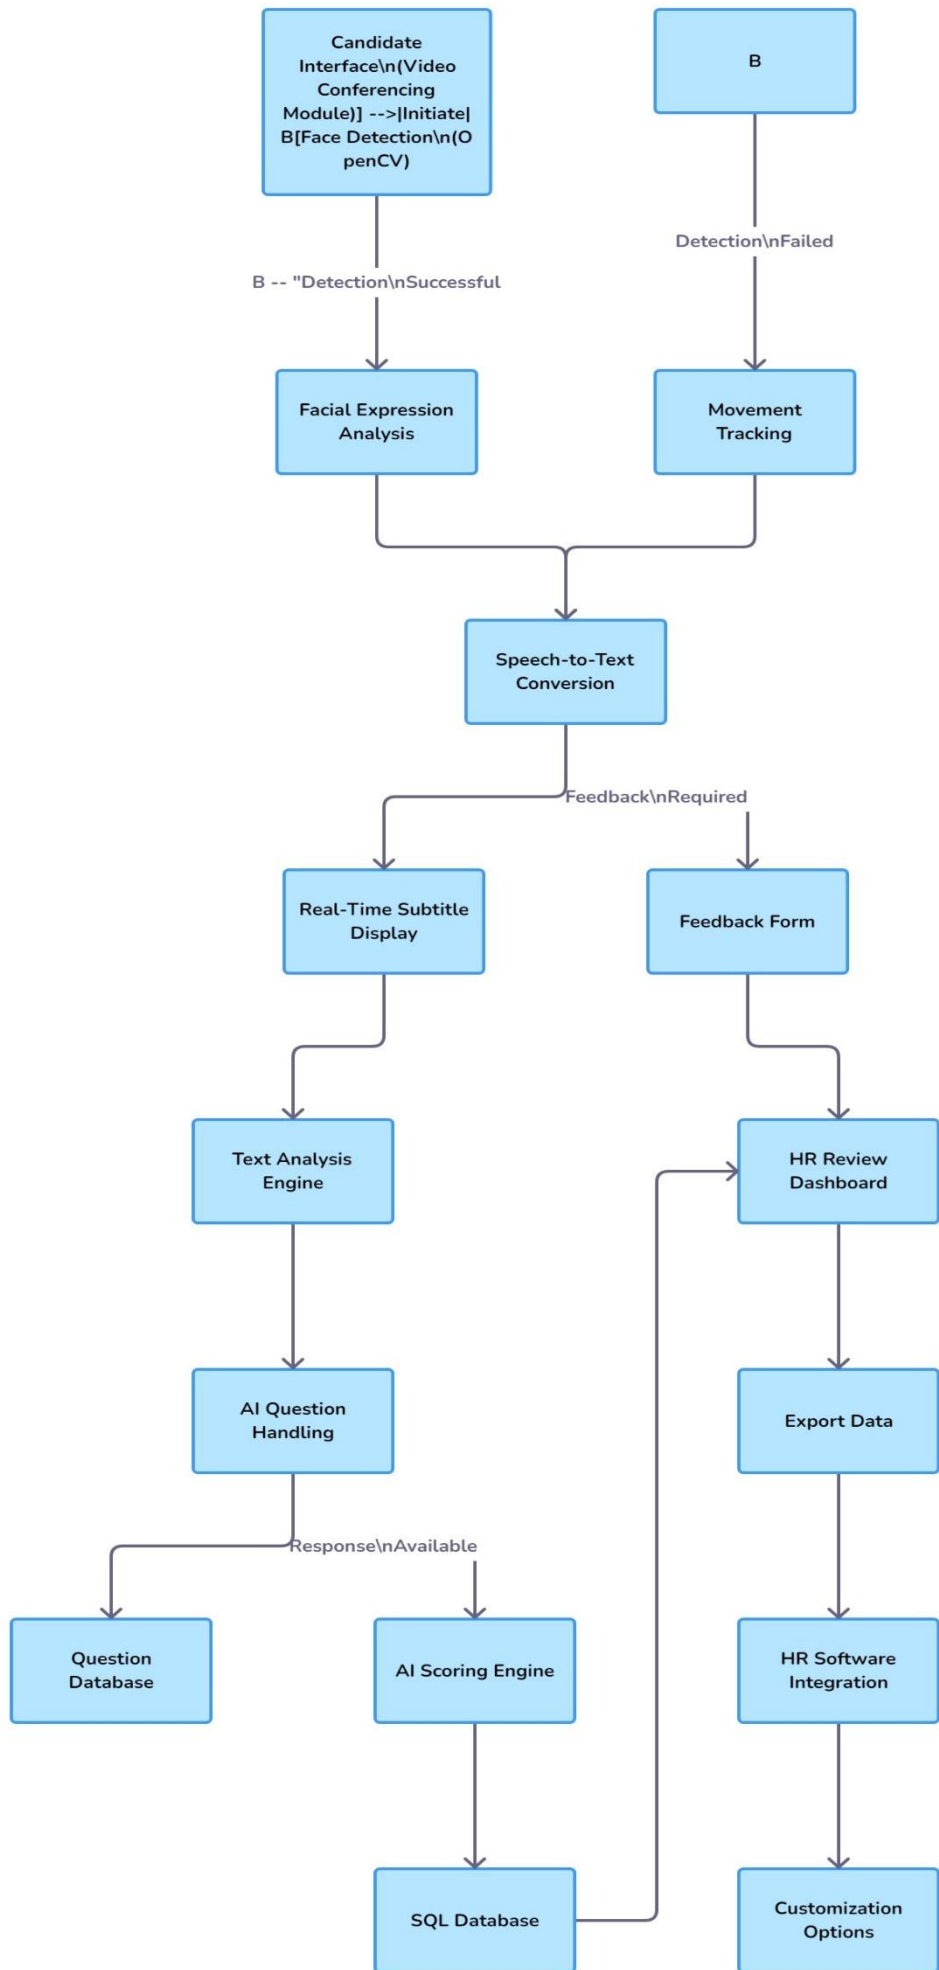 Candidate
Interface\n(Video
Conferencing
Module)] -->|Initiate|
B[Face Detection\n(O
penCV)
B
Detection\nFailed
B -- "Detection\nSuccessful
Facial Expression
Analysis
Movement
Tracking
Speech-to-Text
Conversion
Feedback\nRequired
Real-Time Subtitle
Display
Feedback Form
Text Analysis
Engine
HR Review
Dashboard
AI Question
Handling
Export Data
Response\nAvailable
Question
Database
AI Scoring Engine
HR Software
Integration
SQL Database
Customization
Options